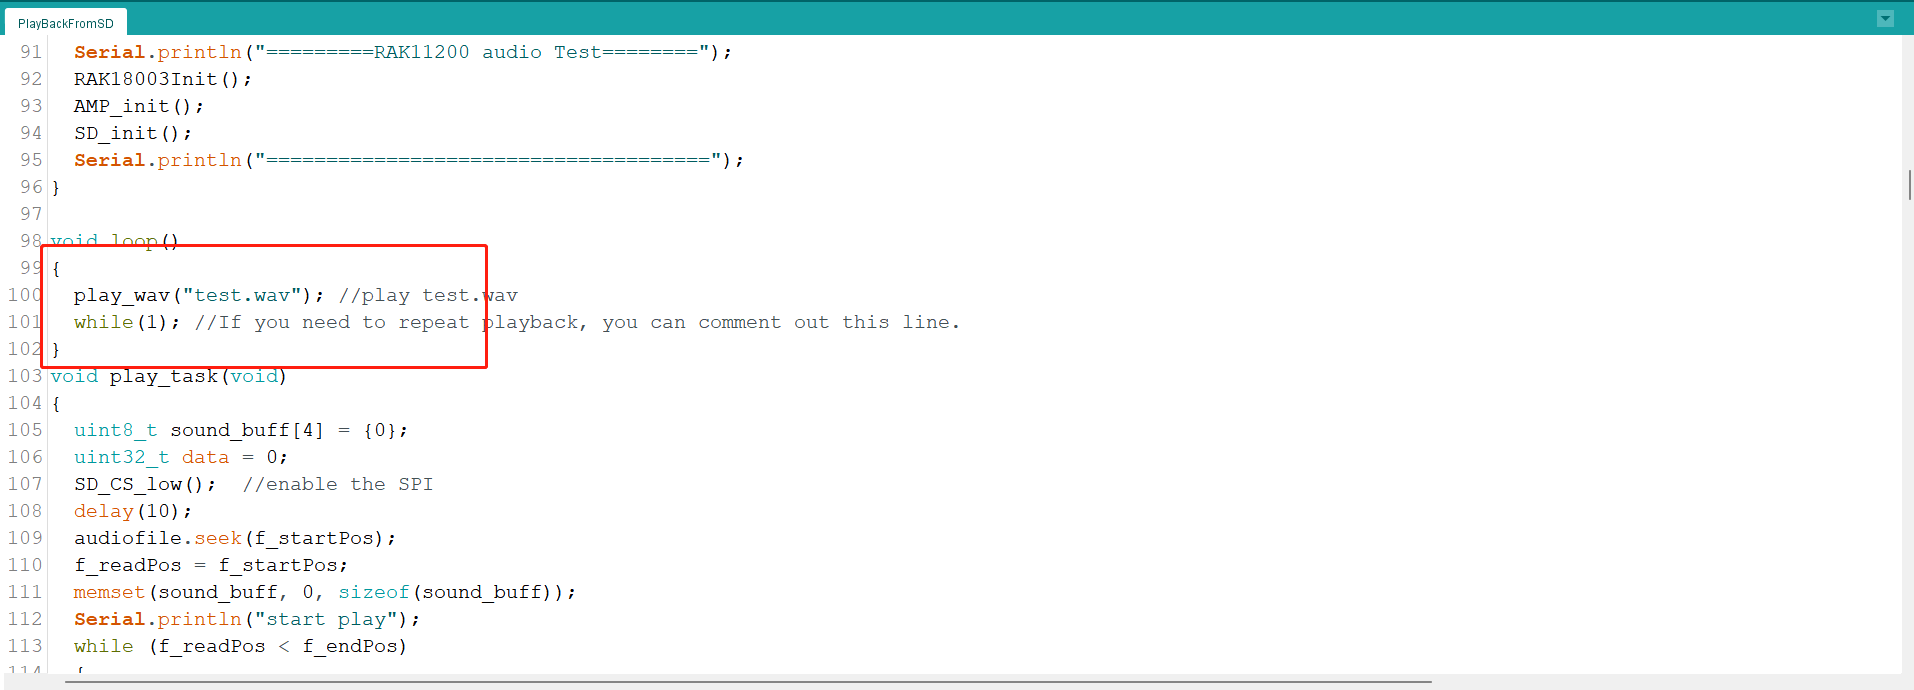 PlayBackFromSD
91 Serial.println("=========RAK11200 audio Test========");
92 RAK18003Init();
93 AMP_init();
94 SD_init();
95 Serial.println("=====================================");
96 }
97
98 void loop()
99 {
100 play_wav("test.wav"); //play test.wav
101 while(1); //If you need to repeat playback, you can comment out this line.
102 }
103 void play_task(void)
104 {
105 uint8_t sound_buff[4] = {0};
106 uint32_t data = 0;
107 SD_CS_low();  //enable the SPI
108 delay(10);
109 audiofile.seek(f_startPos);
110 f_readPos = f_startPos;
111 memset(sound_buff, 0, sizeof(sound_buff));
112 Serial.println("start play");
113 while (f_readPos < f_endPos)
114 {